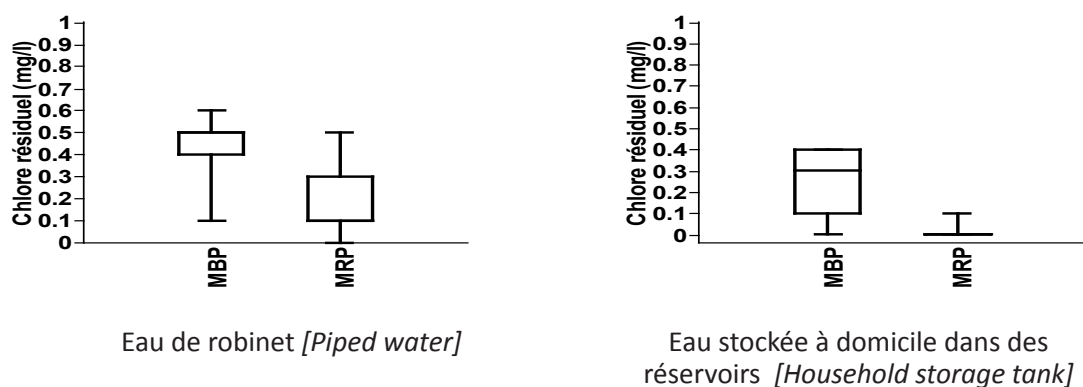 Chlore résiduel (mg/l)
1
0.9
0.8
0.7
0.6
0.5
0.4
0.3
0.2
0.1
0
MBP
MRP
Eau de robinet [Piped water]
Chlore résiduel (mg/l)
1
0.9
0.8
0.7
0.6
0.5
0.4
0.3
0.2
0.1
0
MBP
MRP
Eau stockée à domicile dans des
réservoirs [Household storage tank]